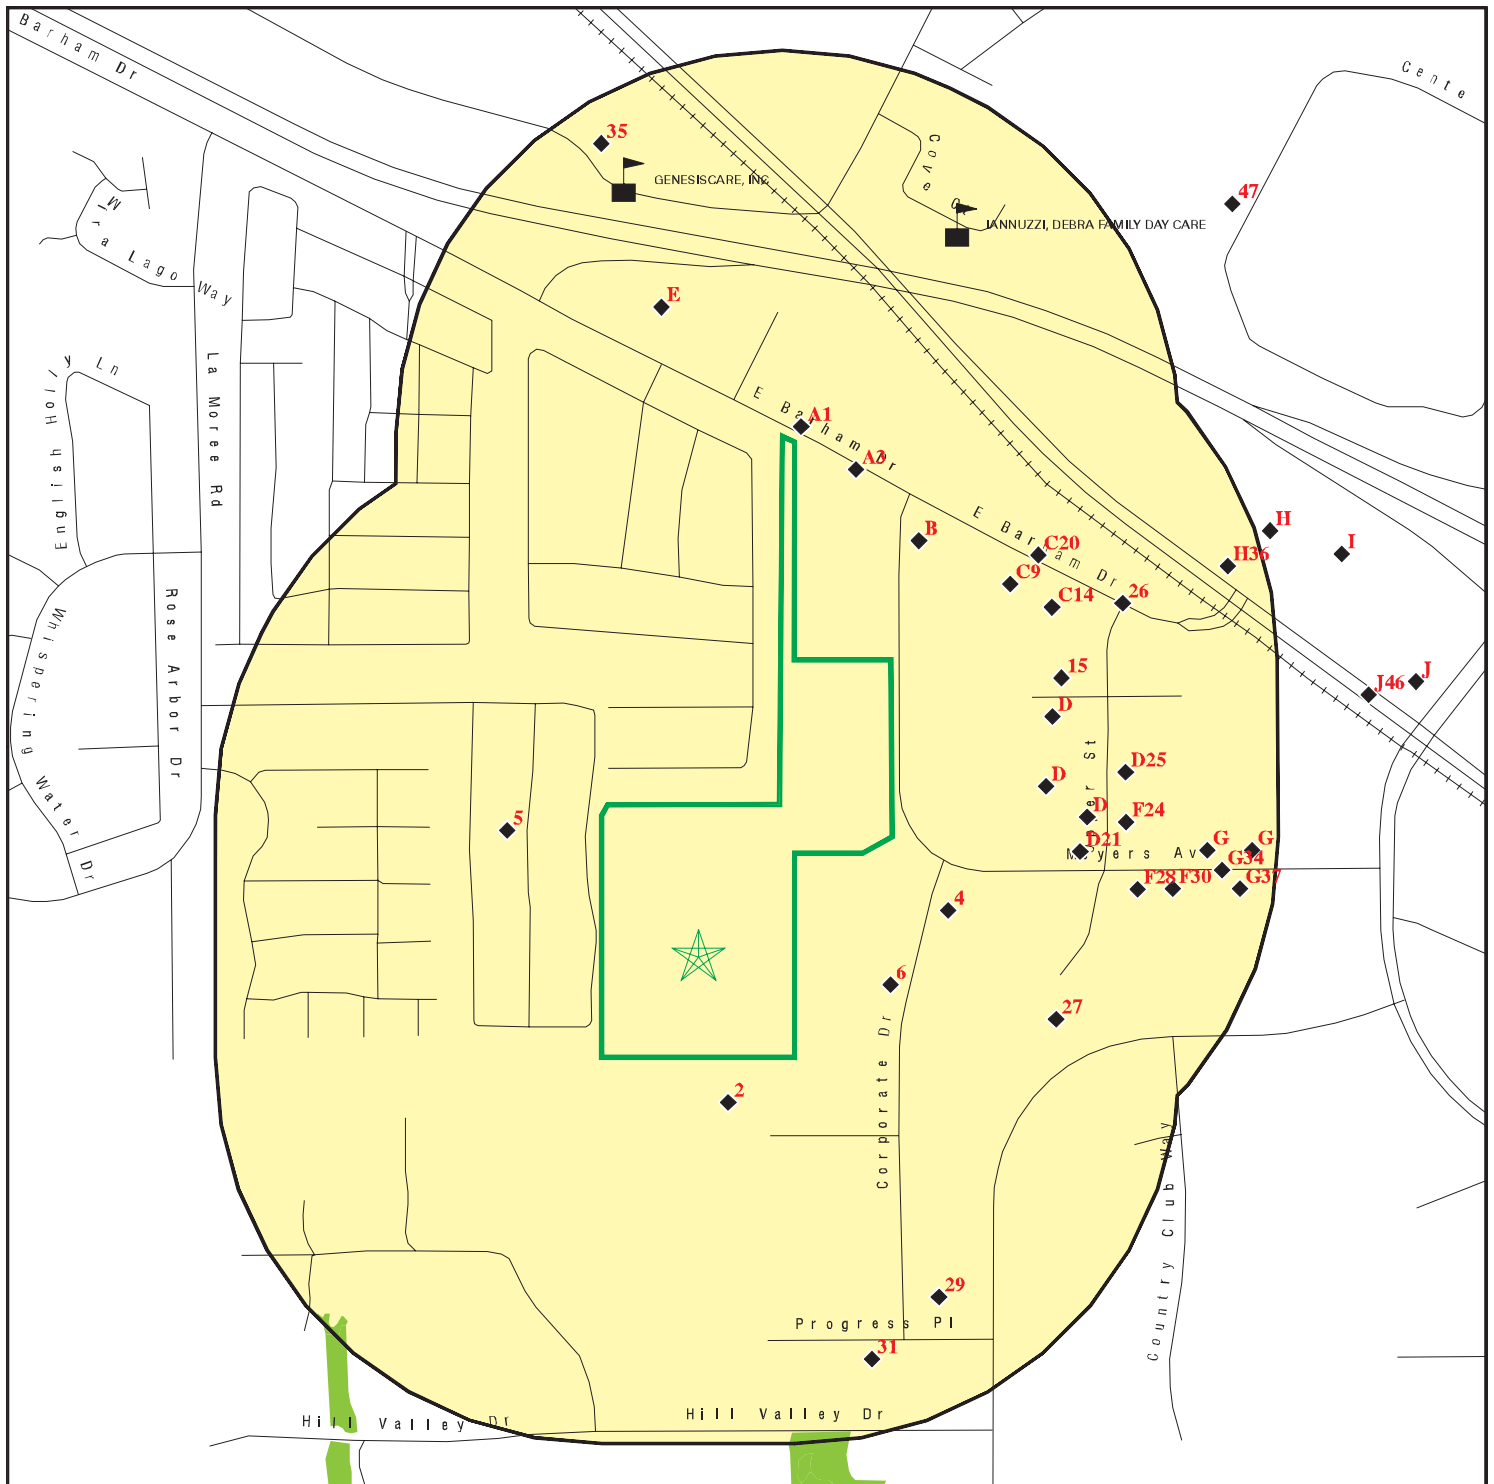 Barham Dr
Cente
35
GENESISCARE, INC
Cove Ct
47
IANNUZZI, DEBRA FAMILY DAY CARE
Mica Lago Way
E
La Moree Rd
English Holly Ln
E Barham Dr
A1
A3
B
E Barham Dr
C20
C9
C14
26
H
H36
I
Rose Arbor Dr
Whispering Water Dr
15
D
J46
J
D25
D
D
F24
D21
5
Meyers Av
G
G
G34
F28
F30
G37
4
6
27
Corporate Dr
2
Country Club Way
29
Progress Pl
31
Hill Valley Dr
Hill Valley Dr